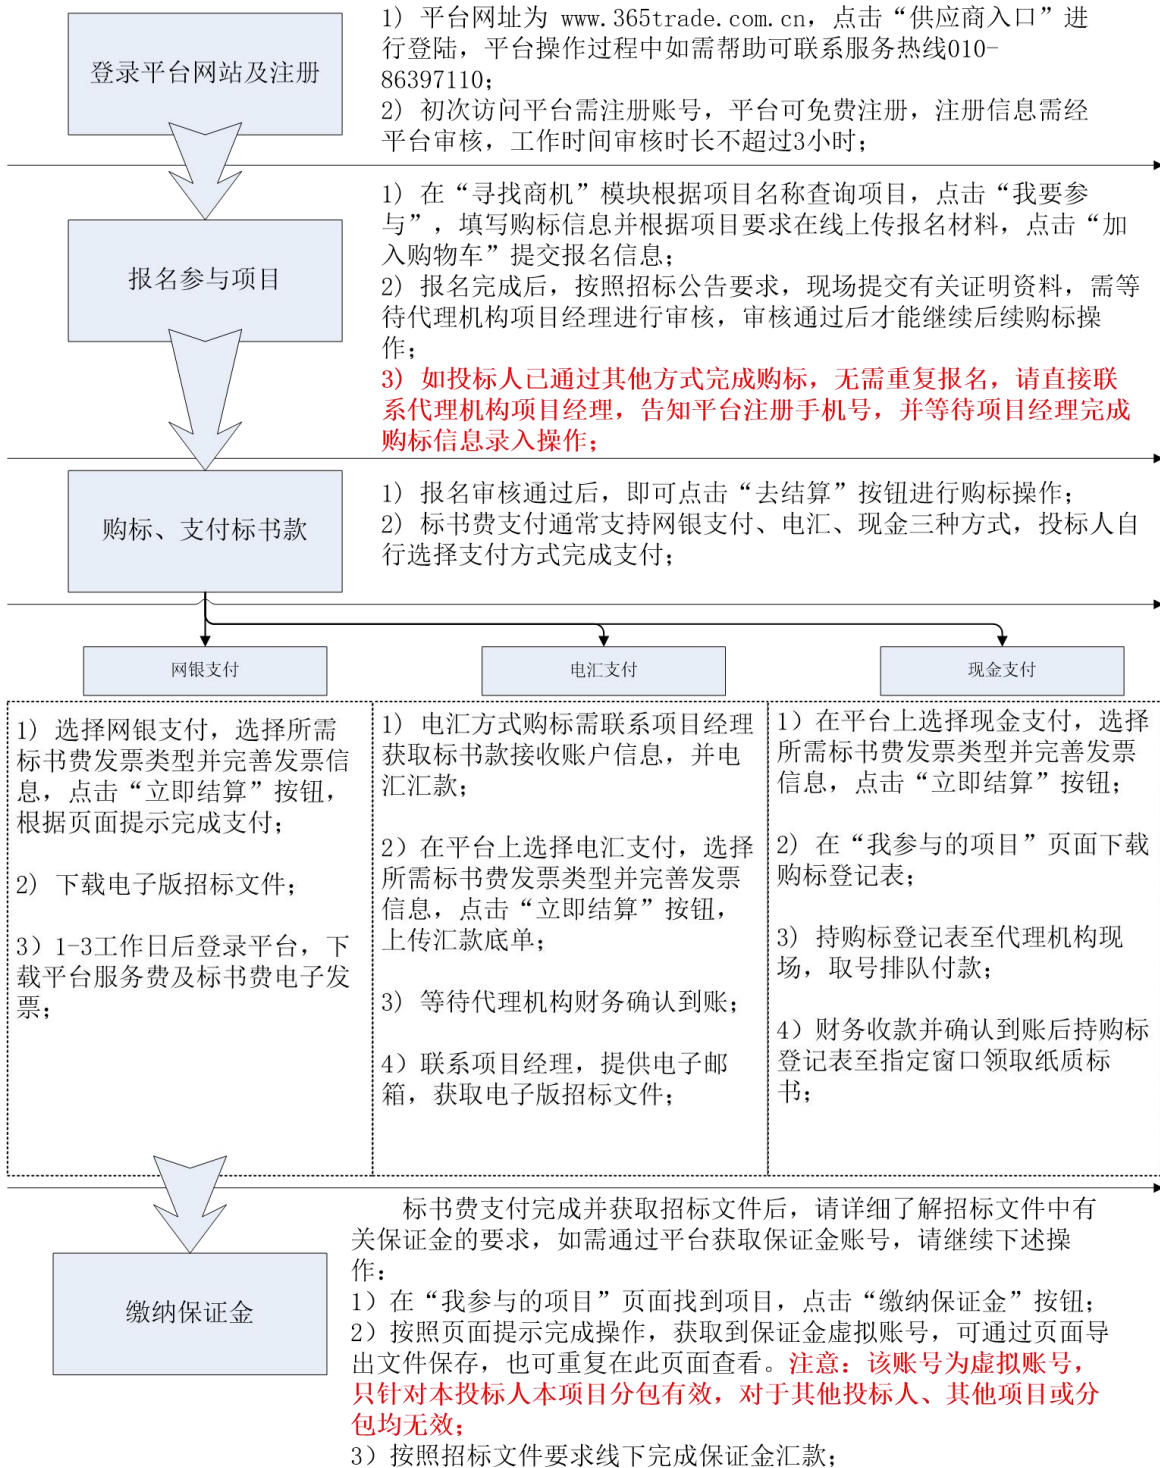 登录平台网站及注册
1) 平台网址为 www.365trade.com.cn，点击“供应商入口”进
行登陆，平台操作过程中如需帮助可联系服务热线010-
86397110；
2) 初次访问平台需注册账号，平台可免费注册，注册信息需经
平台审核，工作时间审核时长不超过3小时；
报名参与项目
1) 在“寻找商机”模块根据项目名称查询项目，点击“我要参
与”，填写购标信息并根据项目要求在线上传报名材料，点击“加
入购物车”提交报名信息；
2) 报名完成后，按照招标公告要求，现场提交有关证明资料，需等
待代理机构项目经理进行审核，审核通过后才能继续后续购标操
作；
3) 如投标人已通过其他方式完成购标，无需重复报名，请直接联
系代理机构项目经理，告知平台注册手机号，并等待项目经理完成
购标信息录入操作；
购标、支付标书款
1) 报名审核通过后，即可点击“去结算”按钮进行购标操作；
2) 标书费支付通常支持网银支付、电汇、现金三种方式，投标人自
行选择支付方式完成支付；
网银支付
电汇支付
现金支付
1) 选择网银支付，选择所需
标书费发票类型并完善发票信
息，点击“立即结算”按钮，
根据页面提示完成支付；
2) 下载电子版招标文件；
3）1-3工作日后登录平台，下
载平台服务费及标书费电子发
票；
1) 电汇方式购标需联系项目经理
获取标书款接收账户信息，并电
汇汇款；
2）在平台上选择电汇支付，选择
所需标书费发票类型并完善发票
信息，点击“立即结算”按钮，
上传汇款底单；
3) 等待代理机构财务确认到账；
4）联系项目经理，提供电子邮
箱，获取电子版招标文件；
1）在平台上选择现金支付，选择
所需标书费发票类型并完善发票
信息，点击“立即结算”按钮；
2) 在“我参与的项目”页面下载
购标登记表；
3) 持购标登记表至代理机构现
场，取号排队付款；
4）财务收款并确认到账后持购标
登记表至指定窗口领取纸质标
书；
缴纳保证金
标书费支付完成并获取招标文件后，请详细了解招标文件中有
关保证金的要求，如需通过平台获取保证金账号，请继续下述操
作：
1）在“我参与的项目”页面找到项目，点击“缴纳保证金”按钮；
2）按照页面提示完成操作，获取到保证金虚拟账号，可通过页面导
出文件保存，也可重复在此页面查看。注意：该账号为虚拟账号，
只针对本投标人本项目分包有效，对于其他投标人、其他项目或分
包均无效；
3）按照招标文件要求线下完成保证金汇款；